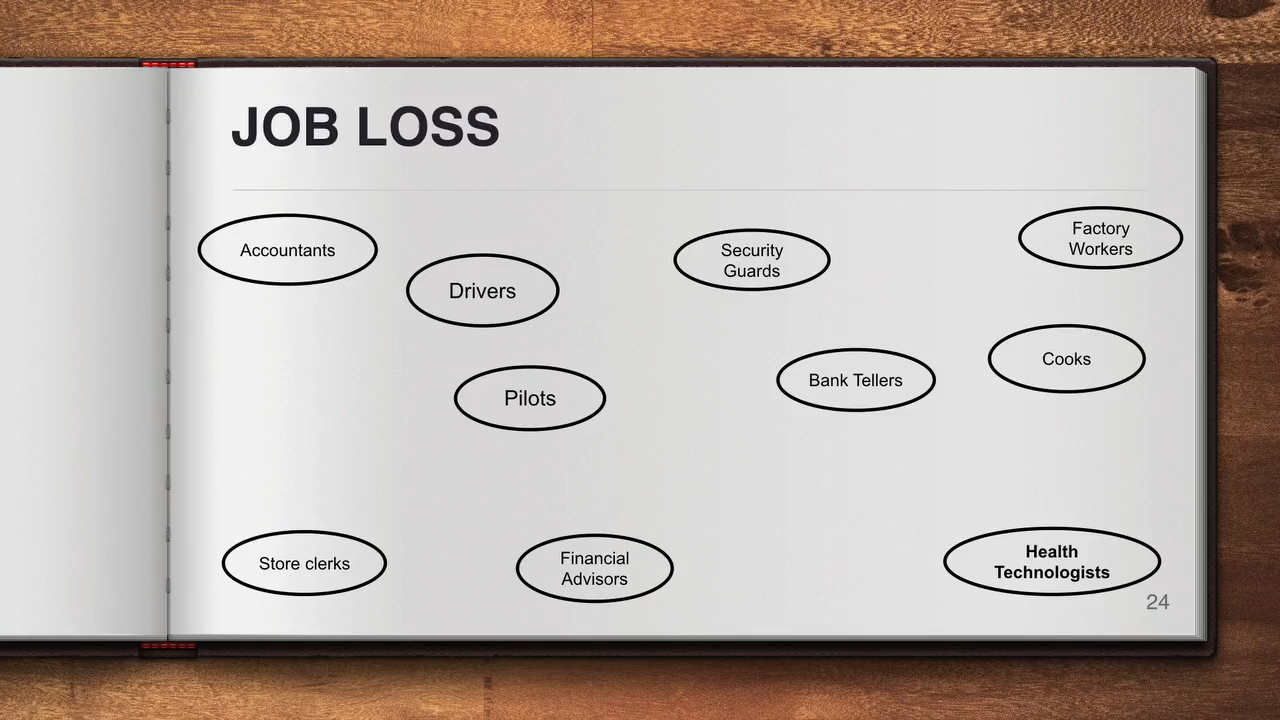 JOB LOSS
Accountants
Drivers
Security
Guards
Factory
Workers
Pilots
Bank Tellers
Cooks
Store clerks
Financial
Advisors
Health
Technologists
24